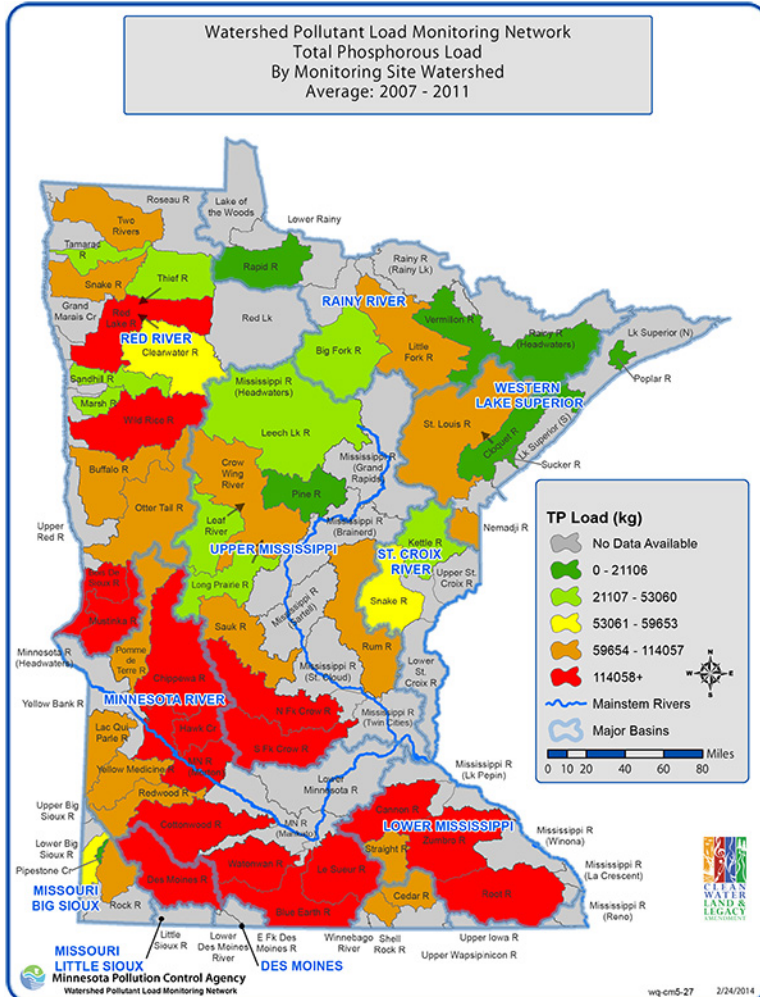 Watershed Pollutant Load Monitoring Network
Total Phosphorous Load
By Monitoring Site Watershed
Average: 2007 - 2011
Roseau R
Lake of
the Woods
Lower Rainy
Two
Rivers
Tamarac
R
Rapid R
Rainy R
(Rainy Lk)
Snake R
Thief R
Grand
Marais Cr
Red
Lake R
Red Lk
RAINY RIVER
Vermilion R
Rainy R
(Headwaters)
Lk Superior (N)
RED RIVER
Clearwater R
Big Fork R
Little
Fork R
Poplar R
Sandhill R
Mississippi R
(Headwaters)
WESTERN
LAKE SUPERIOR
Marsh R
Wild Rice R
Leech Lk R
St. Louis R
Cloquet R
Lk Superior (S)
Sucker R
Buffalo R
Crow
Wing
River
Mississippi R
(Grand
Rapids)
Otter Tail R
Pine R
Upper
Red R
Leaf
River
Mississippi R
(Brainerd)
Nemadji R
UPPER MISSISSIPPI
Kettle R
ST. CROIX
RIVER
Upper St.
Croix R
Bois De
Sioux R
Long Prairie R
Snake R
Mustinka R
Mississippi R
(Sartell)
Sauk R
Rum R
Minnesota R
(Headwaters)
Pomme
de Terre R
Mississippi R
(St. Cloud)
Lower
St.
Croix R
Chippewa R
Yellow Bank R
MINNESOTA RIVER
N Fk Crow R
Mississippi R
(Twin Cities)
Lac Qui
Parle R
Hawk Cr
S Fk Crow R
Yellow Medicine R
MN R
Mississippi R
(Lk Pepin)
Redwood R
Lower
Minnesota R
Upper Big
Sioux R
Cottonwood R
MN R
(Mankato)
Cannon R
LOWER MISSISSIPPI
Zumbro R
Mississippi R
(Winona)
Lower Big
Sioux R
Straight R
Pipestone Cr
Watonwan R
Le Sueur R
Mississippi R
(La Crescent)
MISSOURI
BIG SIOUX
Des Moines R
Root R
Rock R
Blue Earth R
Cedar R
Mississippi R
(Reno)
MISSOURI
LITTLE SIOUX
Little
Sioux R
Lower
Des Moines
River
E Fk Des
Moines R
DES MOINES
Winnebago
River
Shell
Rock R
Upper Iowa R
Upper Wapsipinicon R
TP Load (kg)
No Data Available
0 - 21106
21107 - 53060
53061 - 59653
59654 - 114057
114058+
N
W E
S
Mainstem Rivers
Major Basins
Miles
0 10 20 40 60 80
CLEAN
WATER
LAND &
LEGACY
AMENDMENT
Minnesota Pollution Control Agency
Watershed Pollutant Load Monitoring Network
wq-cm5-27 2/24/2014